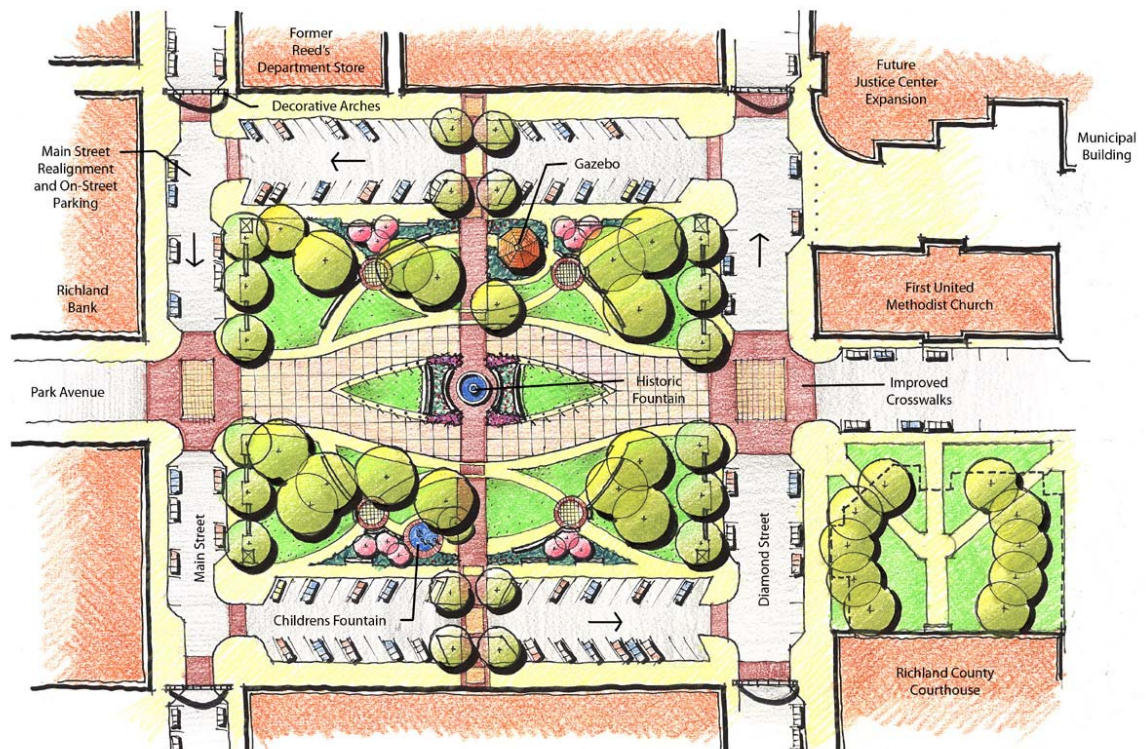 Former
Reed's
Department Store
Future
Justice Center
Expansion
Decorative Arches
Municipal
Building
Main Street
Realignment
and On-Street
Parking
Gazebo
Richland
Bank
First United
Methodist Church
Park Avenue
Historic
Fountain
Improved
Crosswalks
Main Street
Diamond Street
Childrens Fountain
Richland County
Courthouse